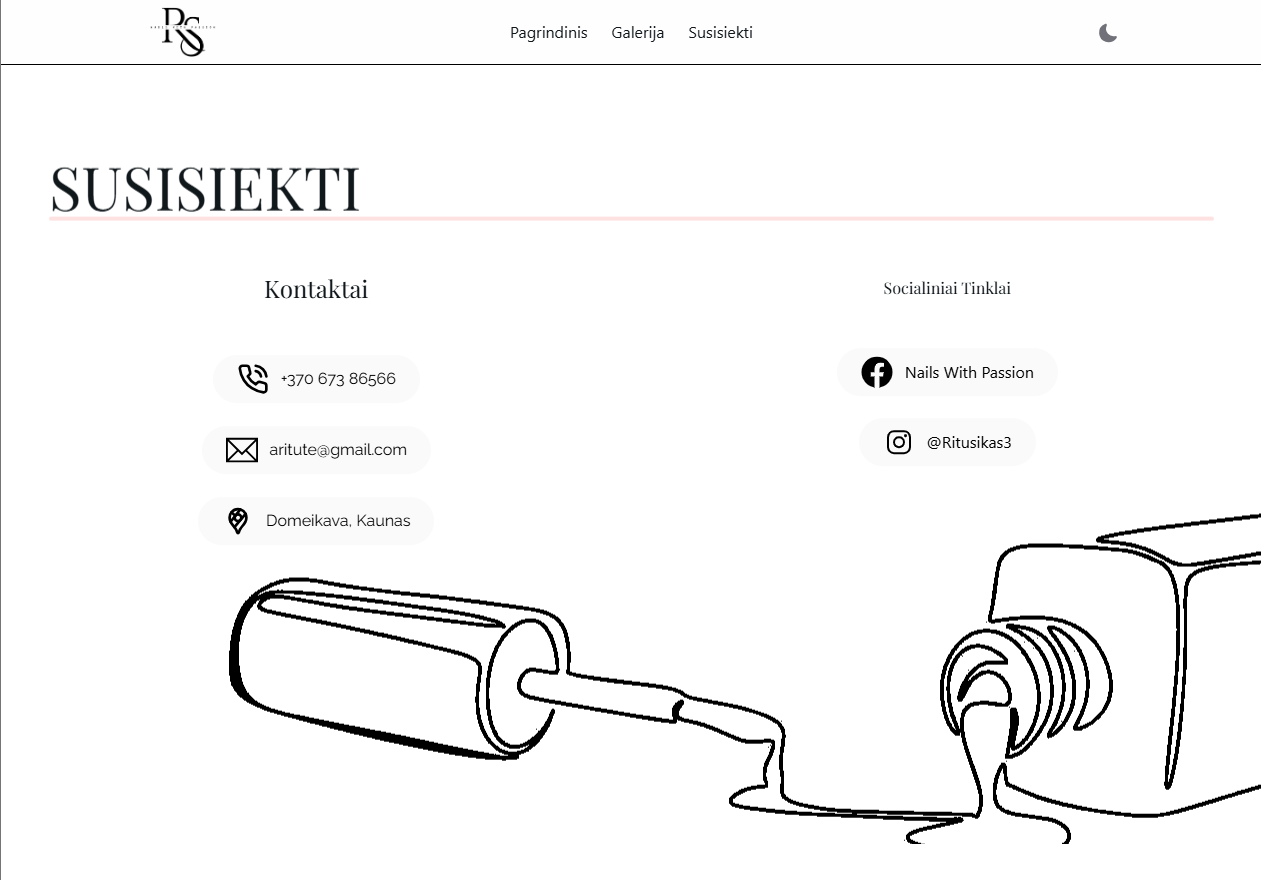 RS
Pagrindinis Galerija Susisiekti
SUSISIEKTI
Kontaktai
+370 673 86566
aritute@gmail.com
Domeikava, Kaunas
Socialiniai Tinklai
Nails With Passion
@Ritusikas3